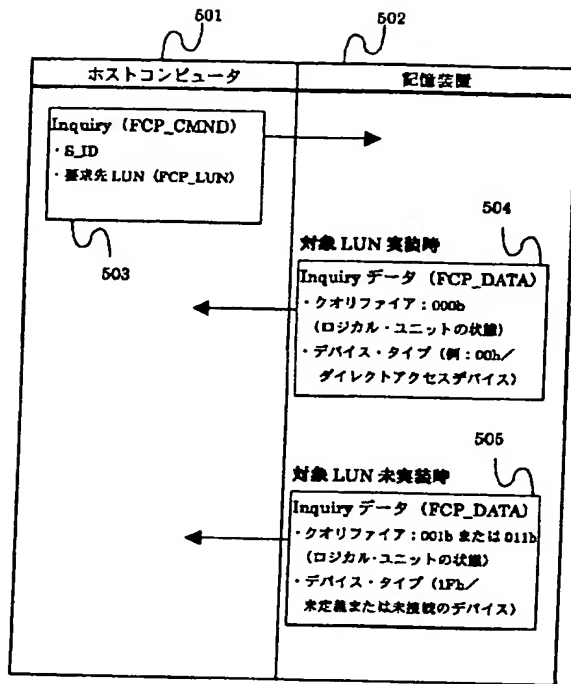 501
502
ホストコンピュータ
記憶装置
Inquiry (FCP_CMND)
・S_ID
・要求先 LUN (FCP_LUN)
503
504
対象 LUN 実装時
Inquiry データ (FCP_DATA)
・クオリファイア：000b
(ロジカル・ユニットの状態)
・デバイス・タイプ (例：00h/
ダイレクトアクセスデバイス)
505
対象 LUN 未実装時
Inquiry データ (FCP_DATA)
・クオリファイア：001b または 011b
(ロジカル・ユニットの状態)
・デバイス・タイプ (1Fh/
未定義または未接続のデバイス)